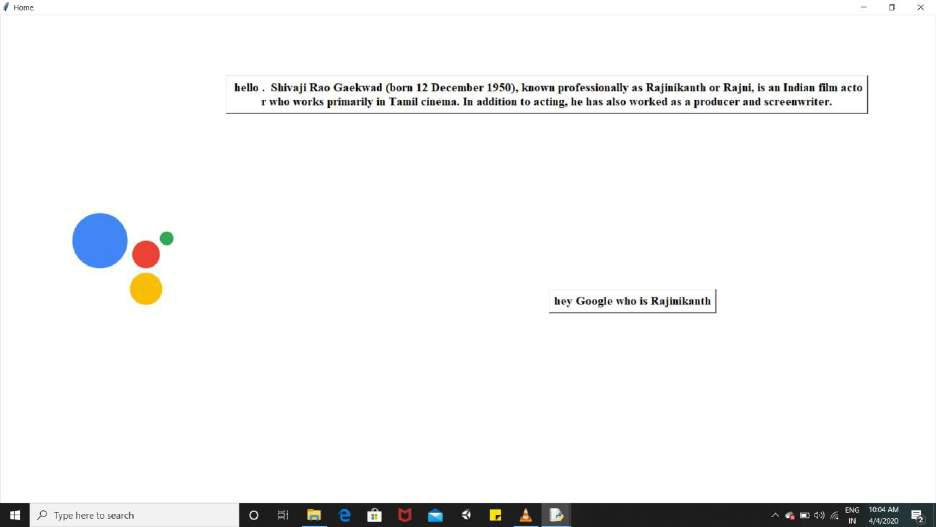 Home
hello . Shivaji Rao Gaekwad (born 12 December 1950), known professionally as Rajinikanth or Rajni, is an Indian film acto
r who works primarily in Tamil cinema. In addition to acting, he has also worked as a producer and screenwriter.
hey Google who is Rajinikanth
Type here to search
ENG
IN
10:04 AM
4/4/2020
2